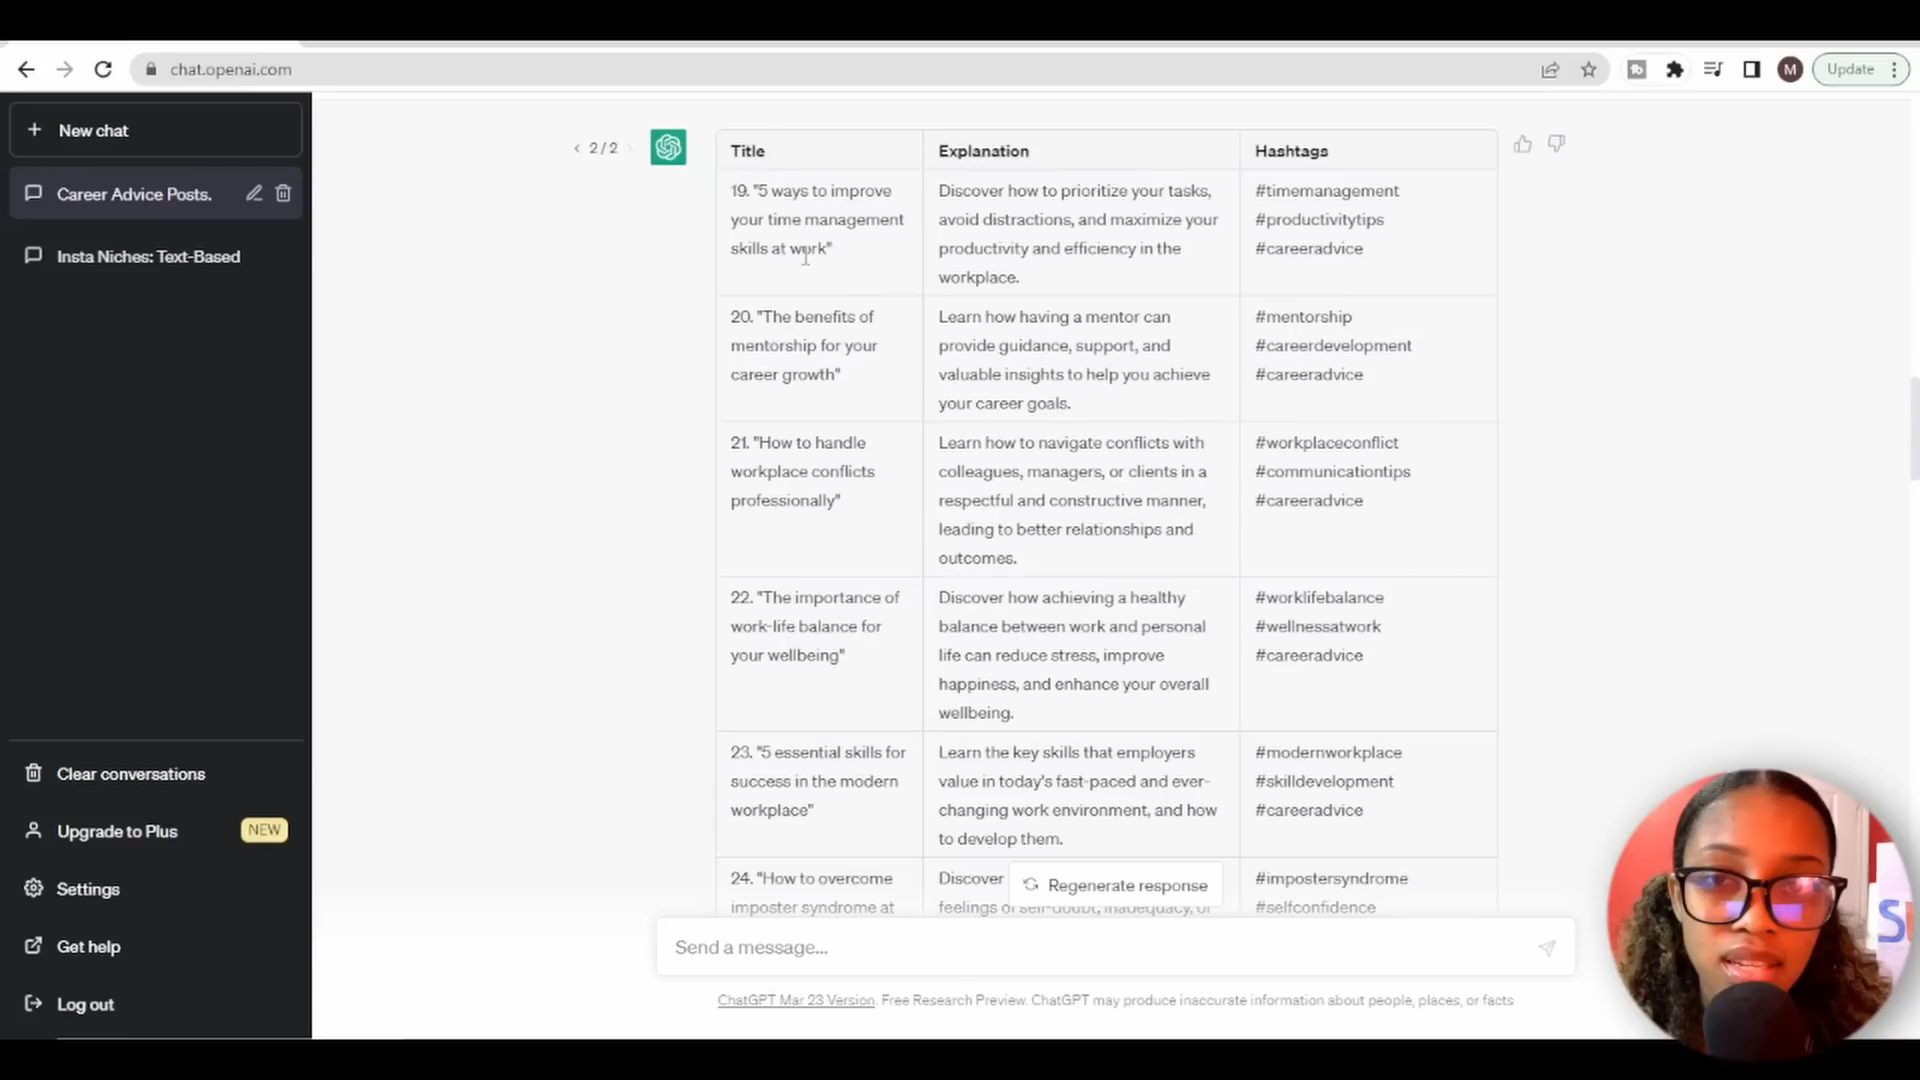 chat.openai.com
Update
M
New chat
Career Advice Posts.
Insta Niches: Text-Based
Clear conversations
Upgrade to Plus
NEW
Settings
Get help
Log out
2 / 2
Title
Explanation
Hashtags
19. "5 ways to improve
your time management
skills at work"
Discover how to prioritize your tasks,
avoid distractions, and maximize your
productivity and efficiency in the
workplace.
#timemanagement
#productivitytips
#careeradvice
20. "The benefits of
mentorship for your
career growth"
Learn how having a mentor can
provide guidance, support, and
valuable insights to help you achieve
your career goals.
#mentorship
#careerdevelopment
#careeradvice
21. "How to handle
workplace conflicts
professionally"
Learn how to navigate conflicts with
colleagues, managers, or clients in a
respectful and constructive manner,
leading to better relationships and
outcomes.
#workplaceconflict
#communicationtips
#careeradvice
22. "The importance of
work-life balance for
your wellbeing"
Discover how achieving a healthy
balance between work and personal
life can reduce stress, improve
happiness, and enhance your overall
wellbeing.
#worklifebalance
#wellnessatwork
#careeradvice
23. "5 essential skills for
success in the modern
workplace"
Learn the key skills that employers
value in today's fast-paced and ever-
changing work environment, and how
to develop them.
#modernworkplace
#skilldevelopment
#careeradvice
24. "How to overcome
imposter syndrome at
Discover
feelings of self-doubt, inadequacy, or
#impostersyndrome
#selfconfidence
Regenerate response
Send a message...
ChatGPT Mar 23 Version. Free Research Preview. ChatGPT may produce inaccurate information about people, places, or facts